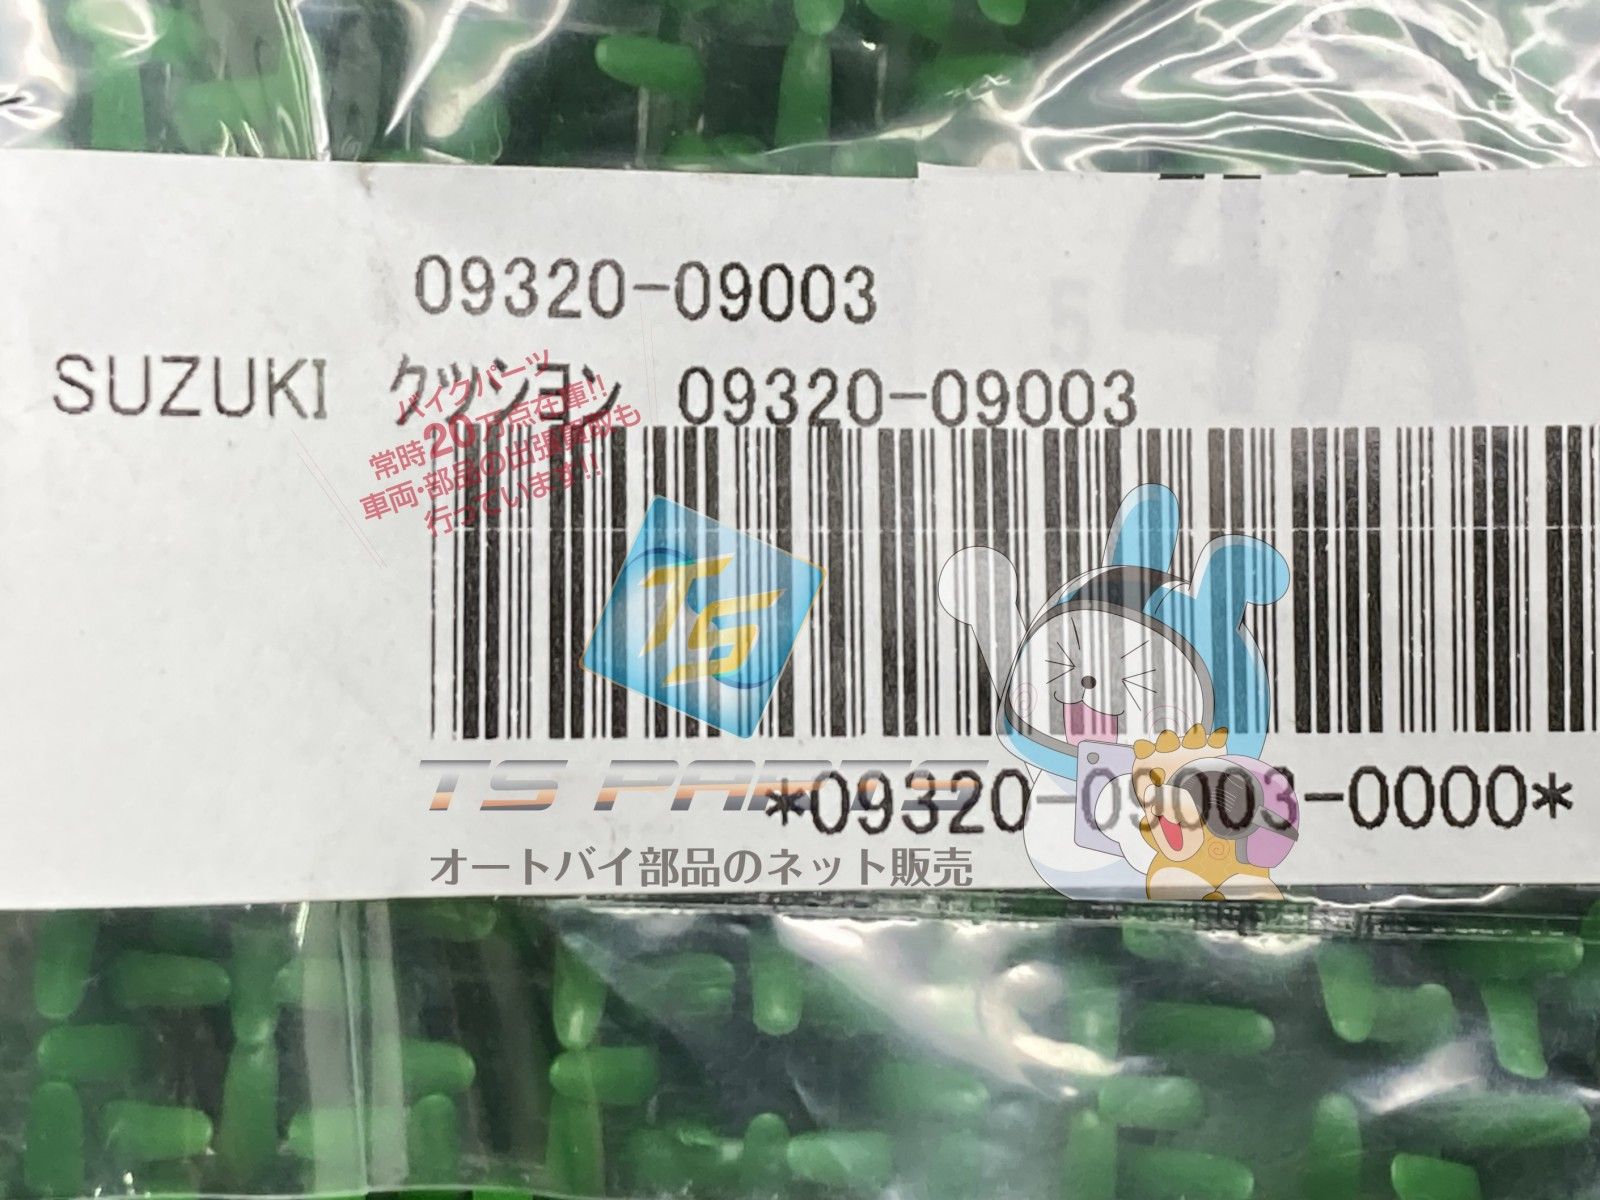 09320-09003
SUZUKI クツシヨン 09320-09003
バイクパーツ
常時20万点在庫!!
車両・部品の出張買取も
行っています!!
TS
TS PARTS
*09320-09003-0000*
オートバイ部品のネット販売